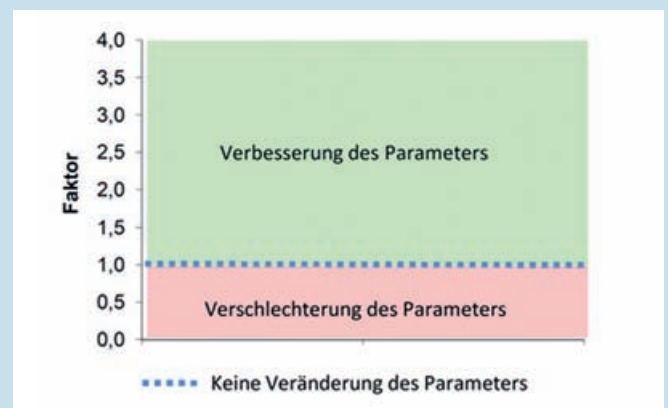 4,0
3,5
3,0
2,5
2,0
1,5
1,0
0,5
0,0
Faktor
Verbesserung des Parameters
Verschlechterung des Parameters
Keine Veränderung des Parameters